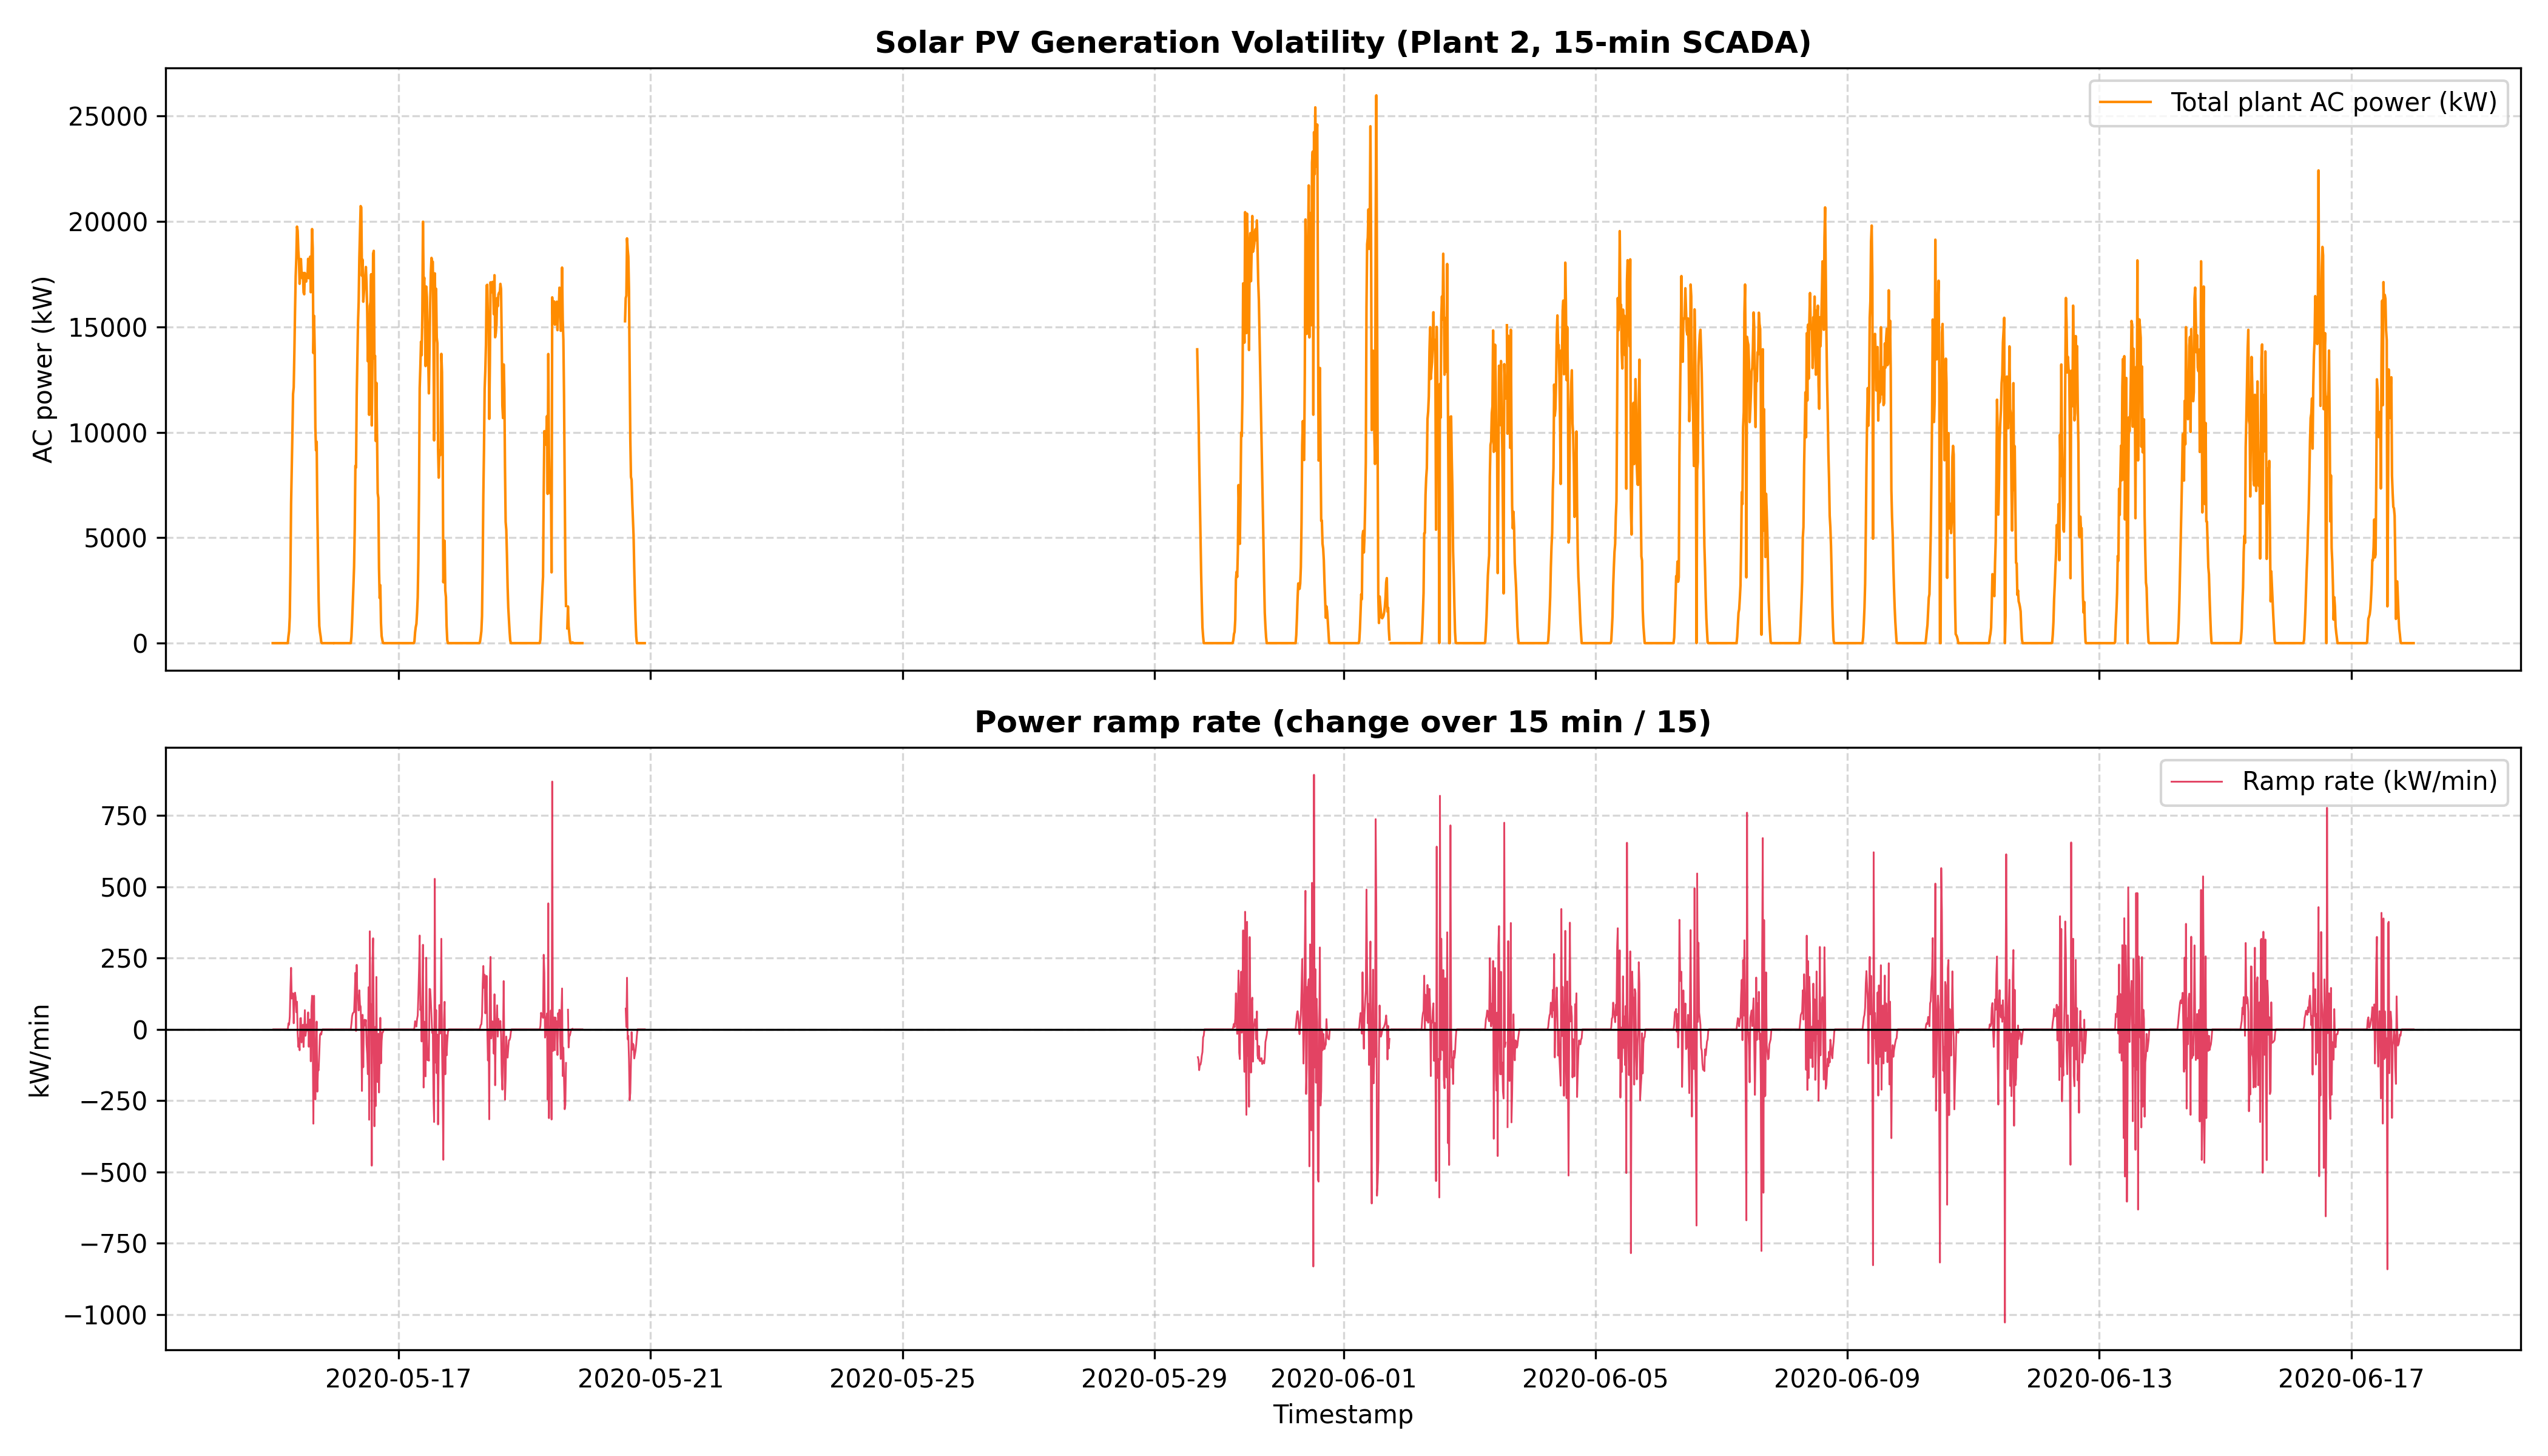 Solar PV Generation Volatility (Plant 2, 15-min SCADA)
Total plant AC power (kW)
AC power (kW)
25000
20000
15000
10000
5000
0
Power ramp rate (change over 15 min / 15)
Ramp rate (kW/min)
kW/min
750
500
250
0
−250
−500
−750
−1000
2020-05-17 2020-05-21 2020-05-25 2020-05-29 2020-06-01 2020-06-05 2020-06-09 2020-06-13 2020-06-17
Timestamp